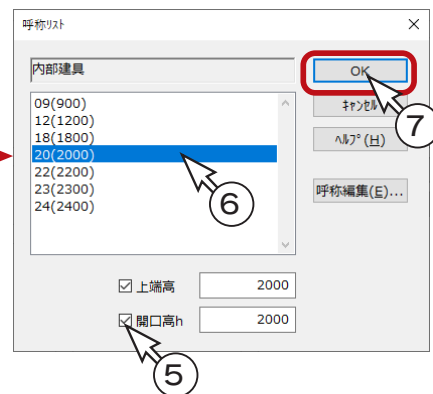 呼称リスト
内部建具
OK
09(900)
12(1200)
18(1800)
20(2000)
22(2200)
23(2300)
24(2400)
キャンセル
ヘルプ(H)
呼称編集(E)...
⑦
⑥
上端高 2000
開口高h 2000
⑤